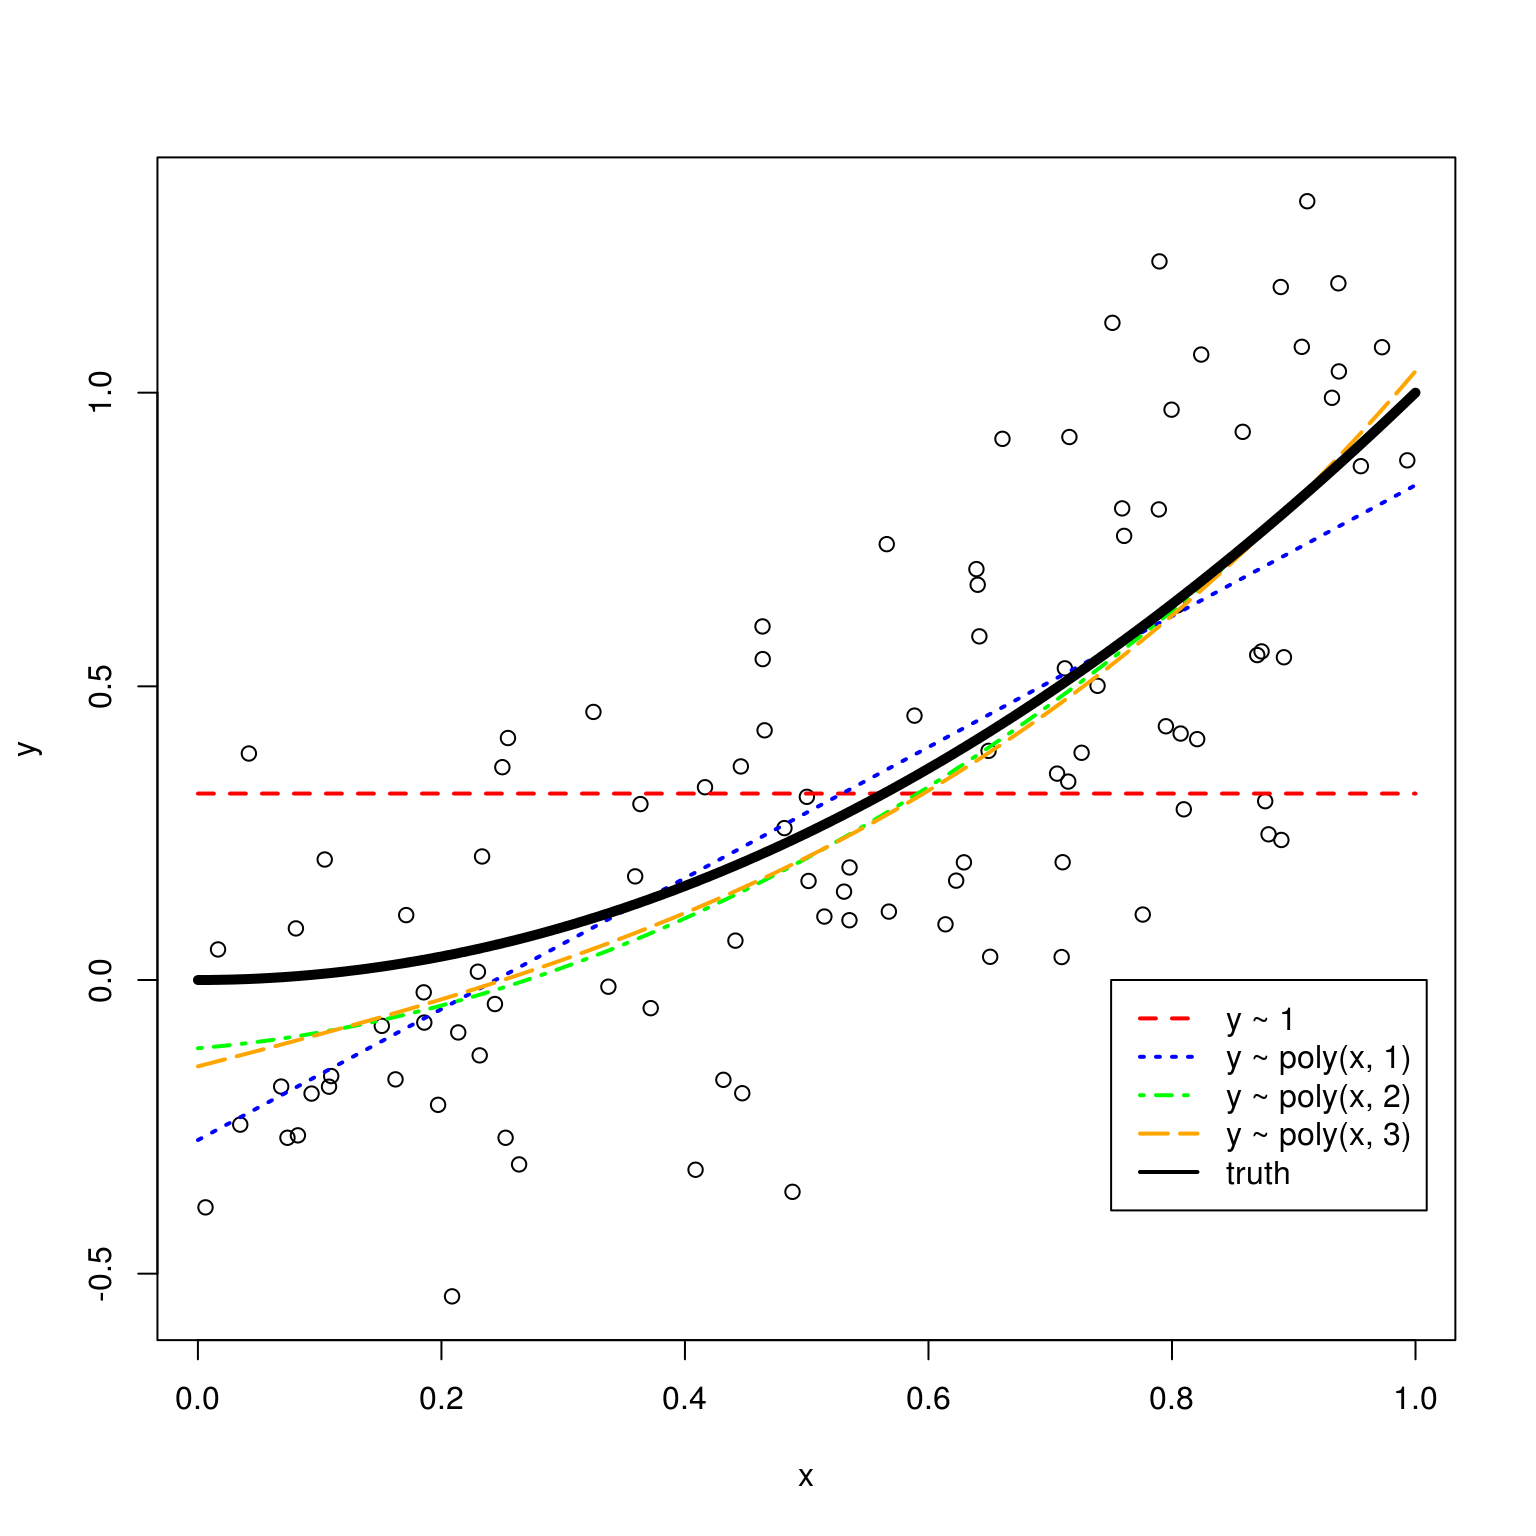 y
1.0
0.5
0.0
-0.5
y ~ 1
y ~ poly(x, 1)
y ~ poly(x, 2)
y ~ poly(x, 3)
truth
0.0 0.2 0.4 0.6 0.8 1.0
x